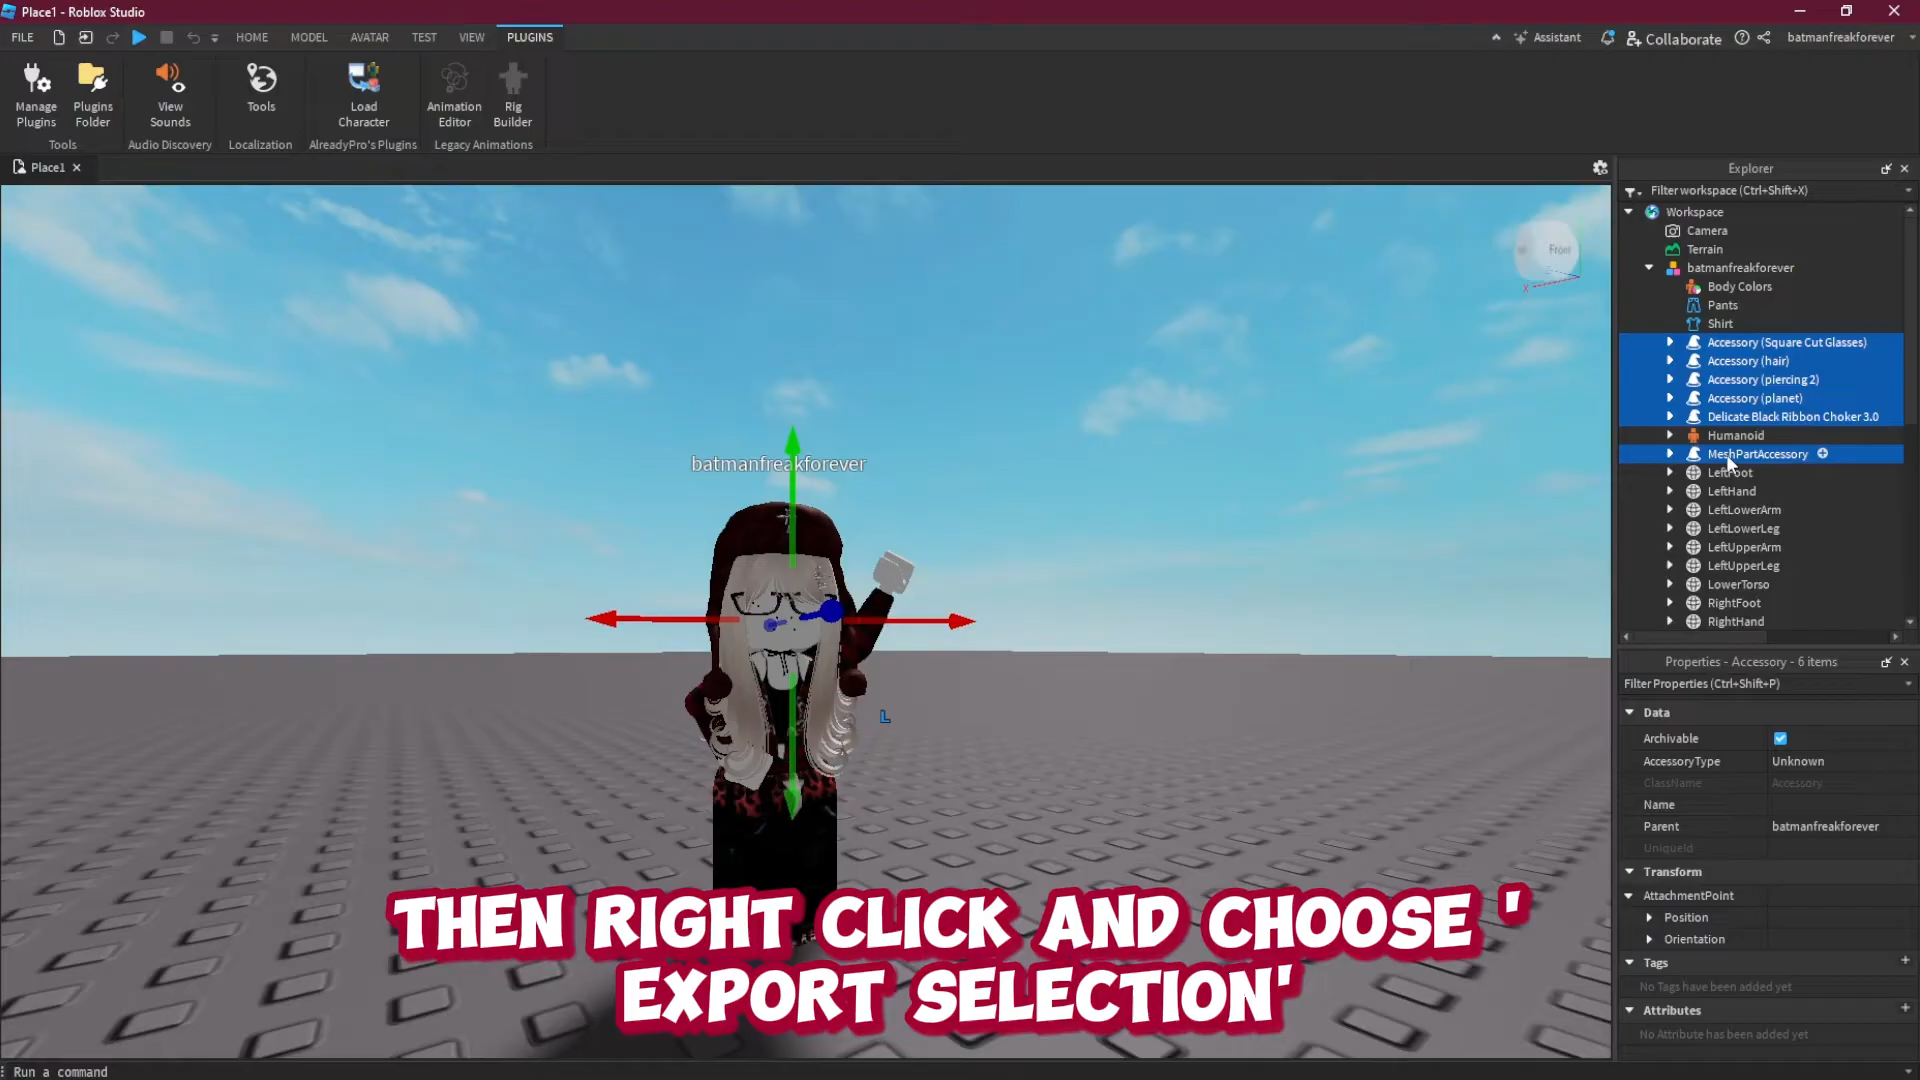 Place1 - Roblox Studio
FILE HOME MODEL AVATAR TEST VIEW PLUGINS Assistant Collaborate batmanfreakforever
Manage Plugins
Plugins Folder
View Sounds
Tools
Load Character
Animation Editor
Rig Builder
Tools Audio Discovery Localization AlreadyPro's Plugins Legacy Animations
Place1
Explorer
Filter workspace (Ctrl+Shift+X)
Workspace
Camera
Terrain
batmanfreakforever
Body Colors
Pants
Shirt
Accessory (Square Cut Glasses)
Accessory (hair)
Accessory (piercing 2)
Accessory (planet)
Delicate Black Ribbon Choker 3.0
Humanoid
MeshPartAccessory
LeftFoot
LeftHand
LeftLowerArm
LeftLowerLeg
LeftUpperArm
LeftUpperLeg
LowerTorso
RightFoot
RightHand
Front
X
batmanfreakforever
L
Properties - Accessory - 6 items
Filter Properties (Ctrl+Shift+P)
Data
Archivable
AccessoryType Unknown
ClassName Accessory
Name
Parent batmanfreakforever
UniqueId
Transform
AttachmentPoint
Position
Orientation
Tags
No Tags have been added yet
Attributes
No Attribute has been added yet
THEN RIGHT CLICK AND CHOOSE '
EXPORT SELECTION'
Run a command